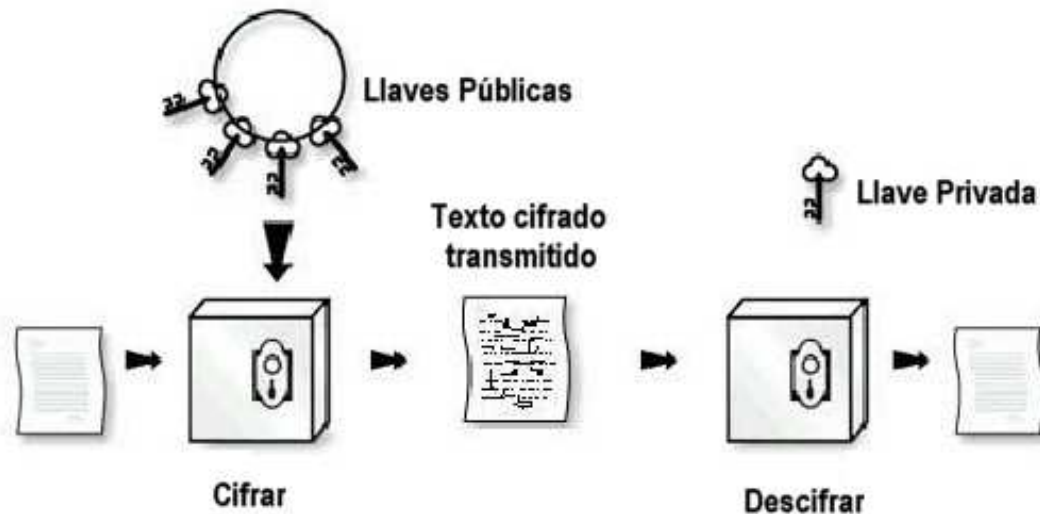 Llaves Públicas
Llave Privada
Texto cifrado
transmitido
Cifrar
Descifrar